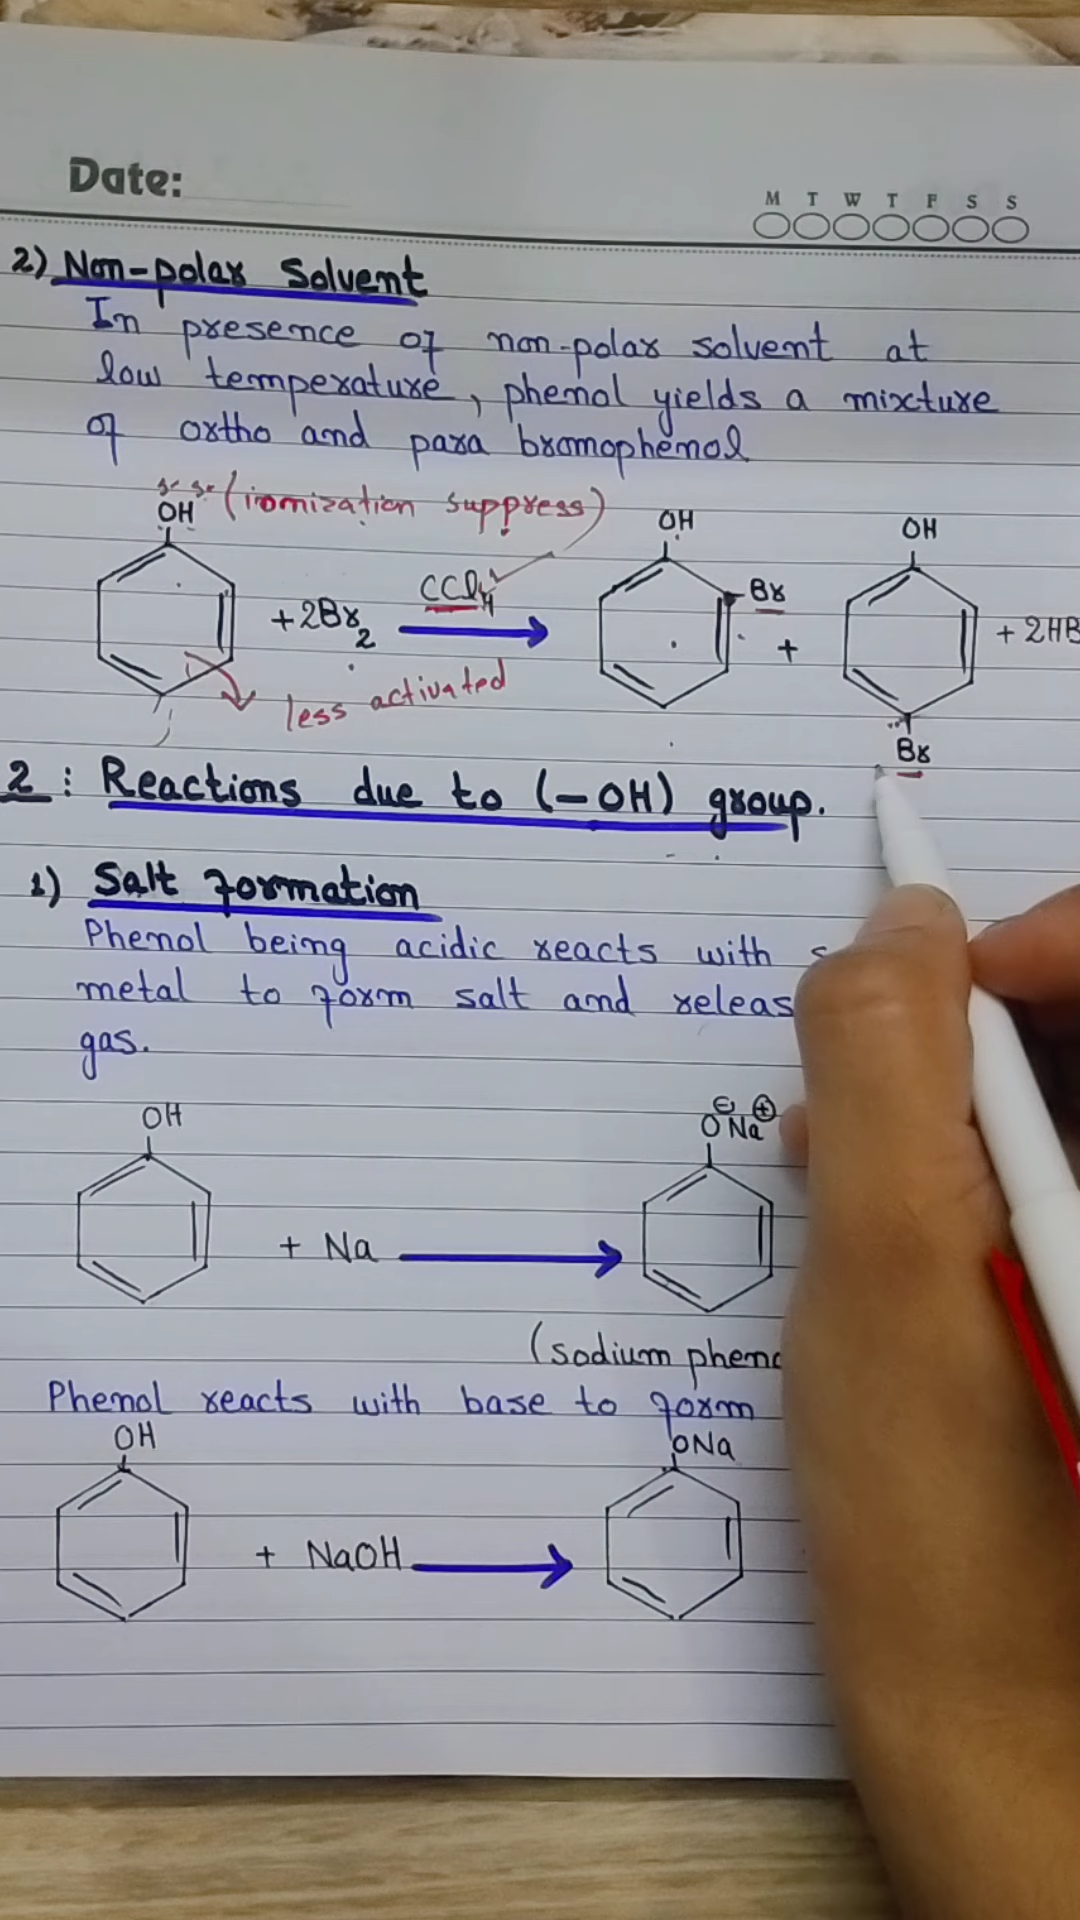 Date:
M T W T F S S
2) Non-polar Solvent
In presence of non-polar solvent at
low temperature, phenol yields a mixture
of ortho and para bromophenol
(ionization suppress)
OH OH OH
CCl4 Br
+2Br2 + + 2HB
less activated
Br
2: Reactions due to (-OH) group.
1) Salt formation
Phenol being acidic reacts with s
metal to form salt and releas
gas.
OH O⊖Na⊕
+ Na
(sodium pheno
Phenol reacts with base to form
OH ONa
+ NaOH